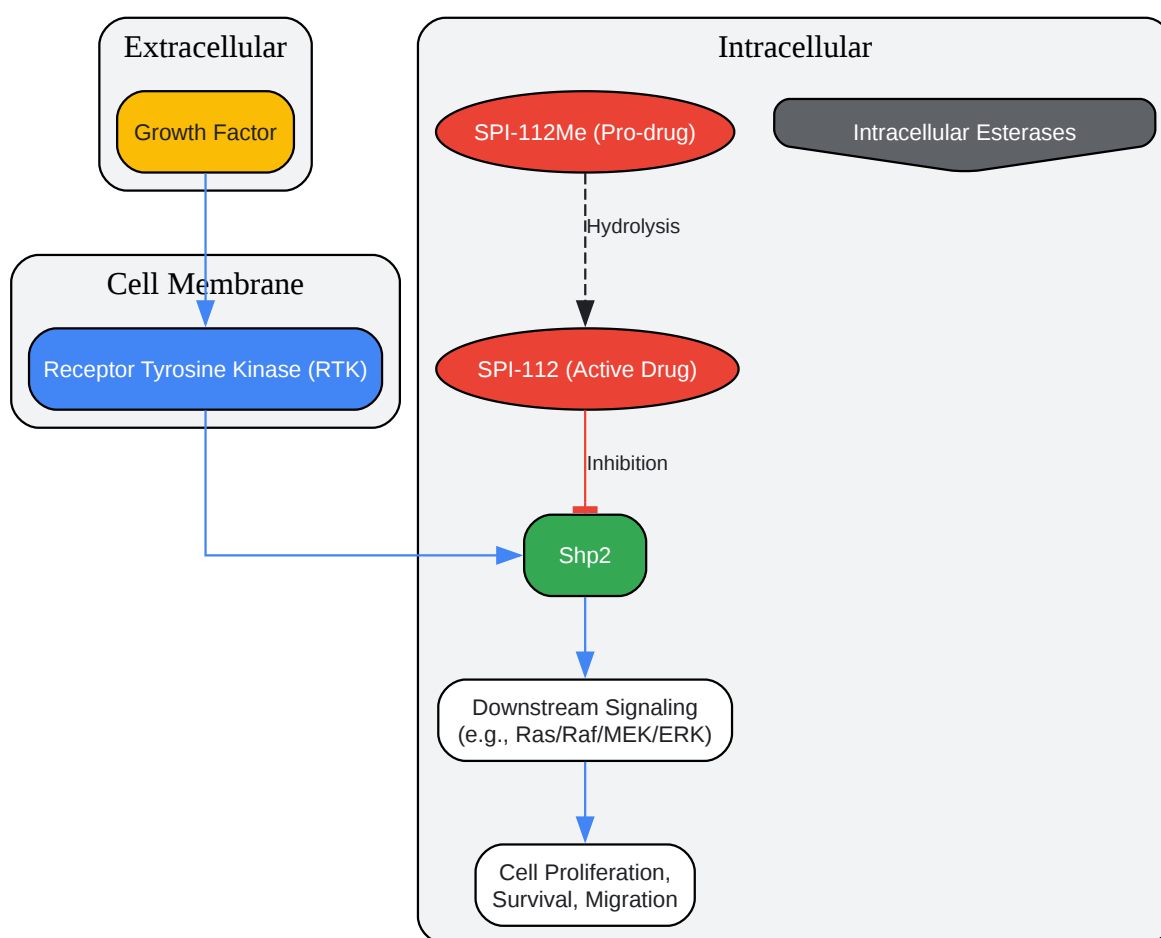 Extracellular
Growth Factor
Cell Membrane
Receptor Tyrosine Kinase (RTK)
Intracellular
SPI-112Me (Pro-drug)
Intracellular Esterases
Hydrolysis
SPI-112 (Active Drug)
Inhibition
Shp2
Downstream Signaling
(e.g., Ras/Raf/MEK/ERK)
Cell Proliferation,
Survival, Migration